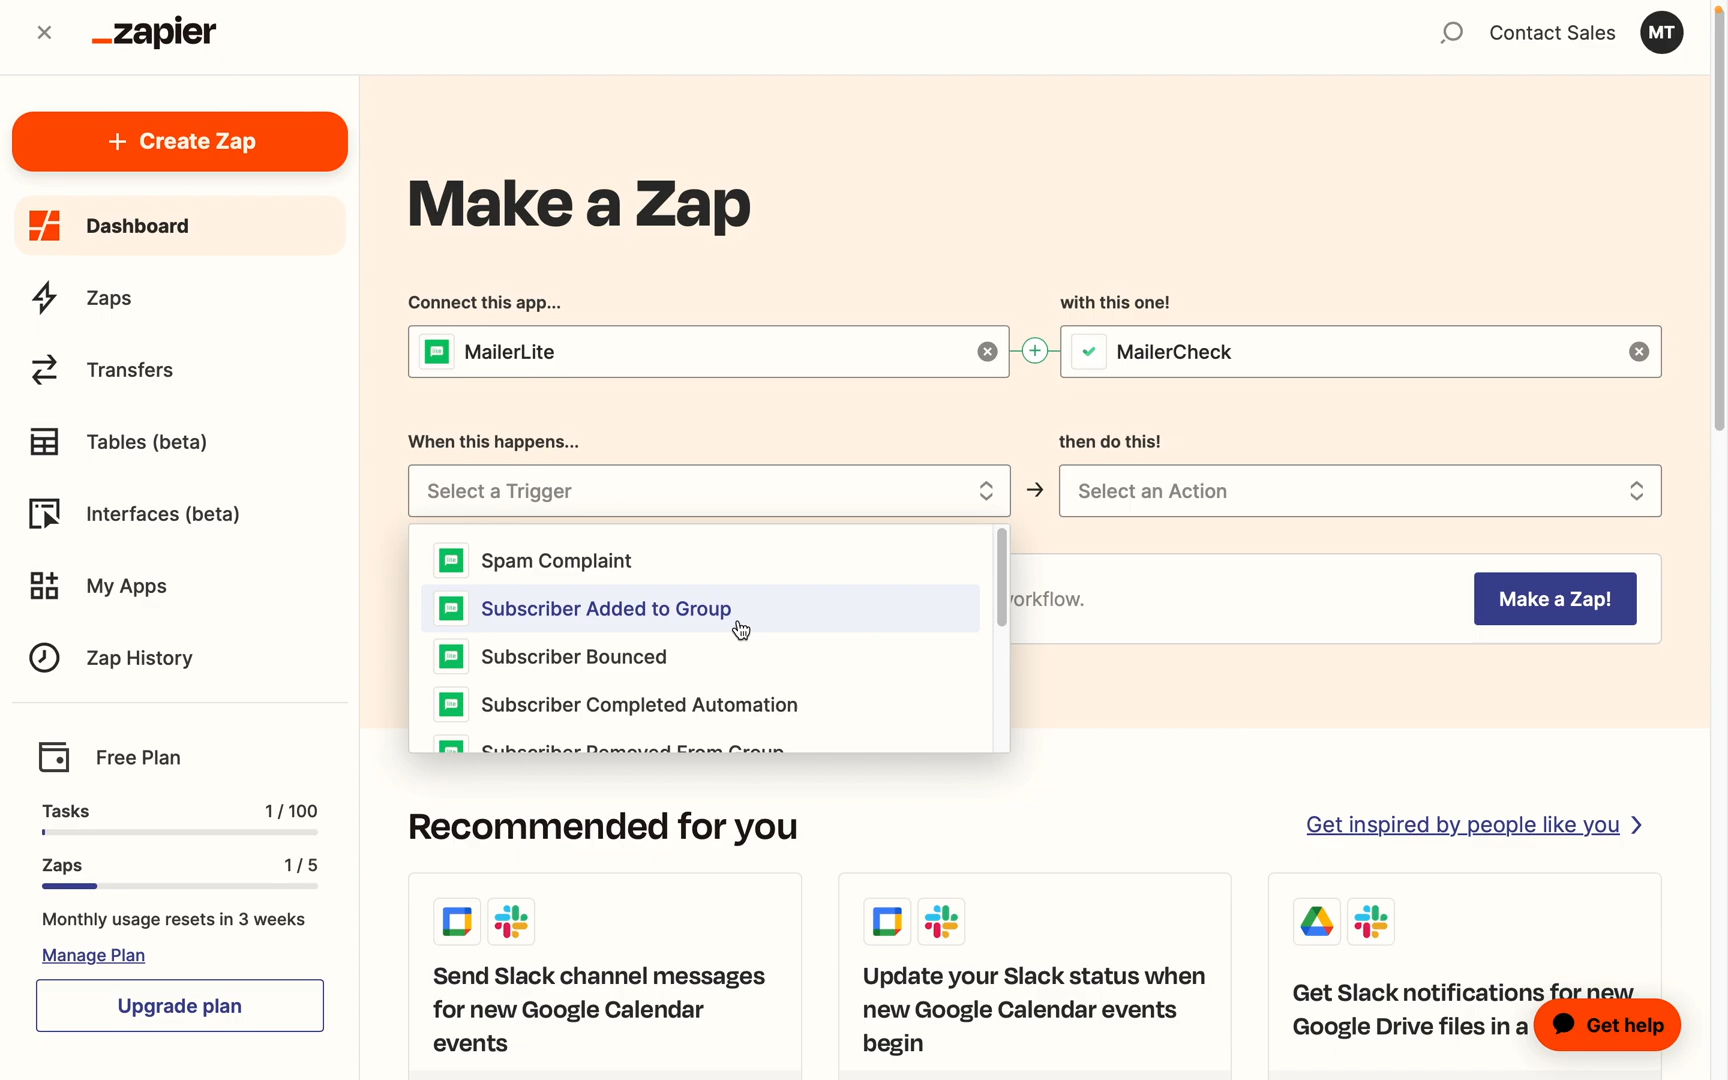 zapier
Contact Sales
MT
+ Create Zap
Dashboard
Zaps
Transfers
Tables (beta)
Interfaces (beta)
My Apps
Zap History
Free Plan
Tasks 1 / 100
Zaps 1 / 5
Monthly usage resets in 3 weeks
Manage Plan
Upgrade plan
Make a Zap
Connect this app...
with this one!
MailerLite
MailerCheck
When this happens...
then do this!
Select a Trigger
Select an Action
Spam Complaint
Subscriber Added to Group
Subscriber Bounced
Subscriber Completed Automation
Subscriber Removed From Group
workflow.
Make a Zap!
Recommended for you
Get inspired by people like you
Send Slack channel messages
for new Google Calendar
events
Update your Slack status when
new Google Calendar events
begin
Get Slack notifications for new
Google Drive files in a
Get help